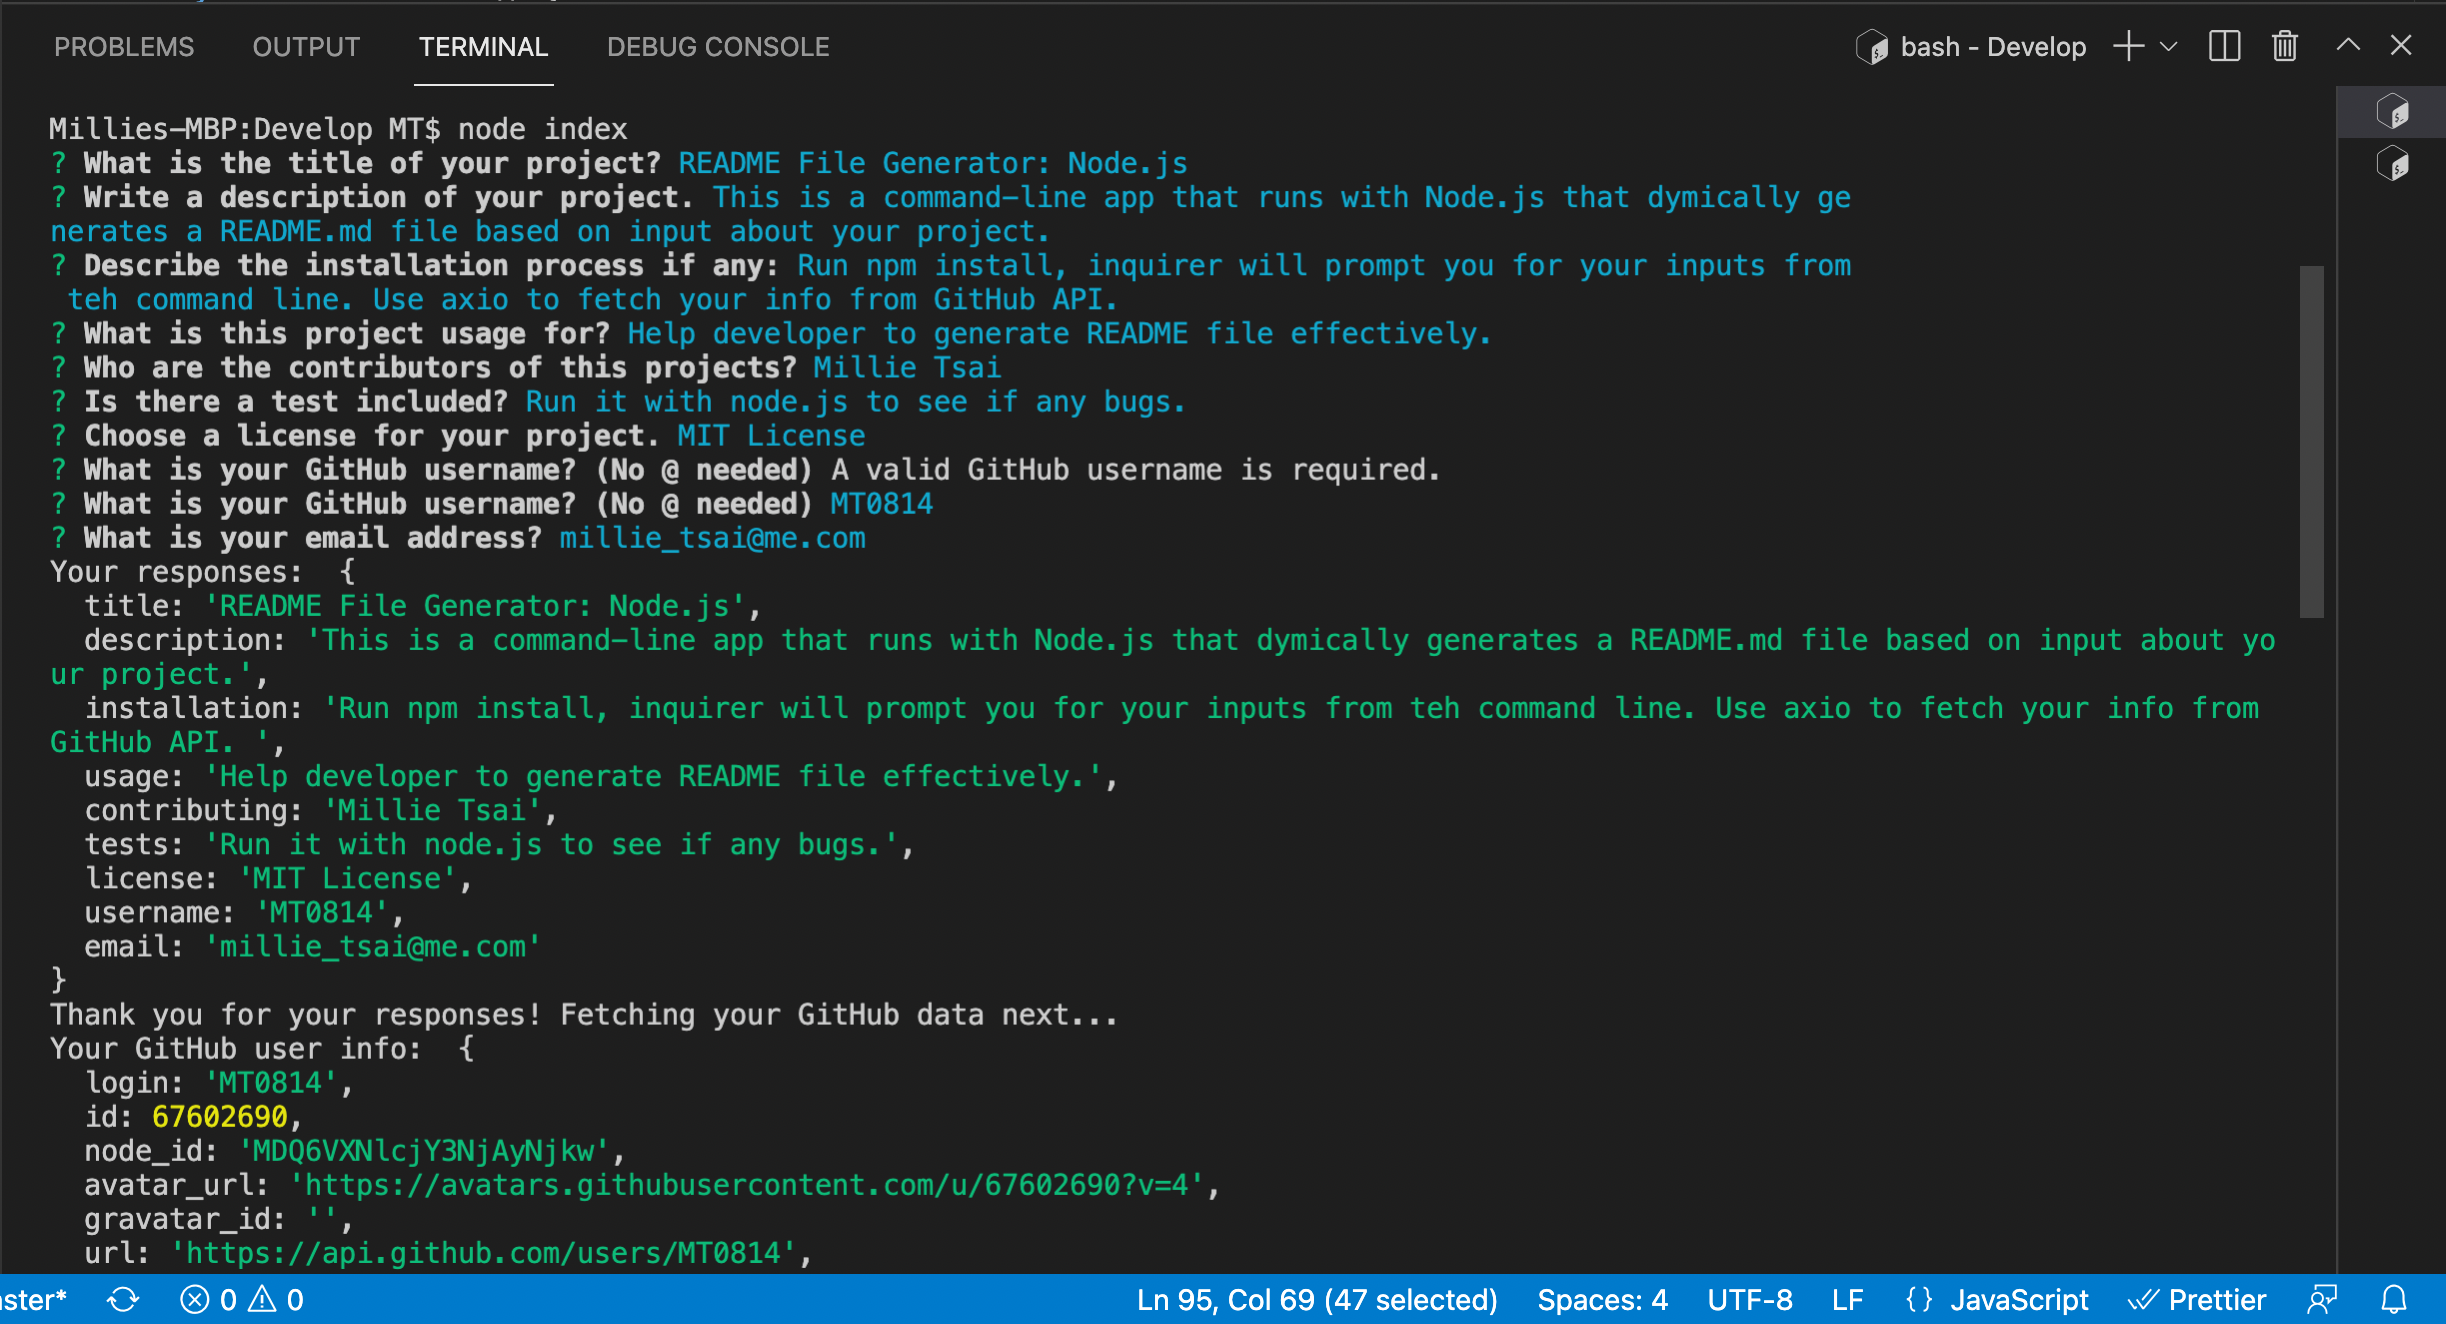 PROBLEMS OUTPUT TERMINAL DEBUG CONSOLE bash - Develop
Millies-MBP:Develop MT$ node index
? What is the title of your project? README File Generator: Node.js
? Write a description of your project. This is a command-line app that runs with Node.js that dymically ge
nerates a README.md file based on input about your project.
? Describe the installation process if any: Run npm install, inquirer will prompt you for your inputs from
 teh command line. Use axio to fetch your info from GitHub API.
? What is this project usage for? Help developer to generate README file effectively.
? Who are the contributors of this projects? Millie Tsai
? Is there a test included? Run it with node.js to see if any bugs.
? Choose a license for your project. MIT License
? What is your GitHub username? (No @ needed) A valid GitHub username is required.
? What is your GitHub username? (No @ needed) MT0814
? What is your email address? millie_tsai@me.com
Your responses:  {
  title: 'README File Generator: Node.js',
  description: 'This is a command-line app that runs with Node.js that dymically generates a README.md file based on input about yo
ur project.',
  installation: 'Run npm install, inquirer will prompt you for your inputs from teh command line. Use axio to fetch your info from
GitHub API. ',
  usage: 'Help developer to generate README file effectively.',
  contributing: 'Millie Tsai',
  tests: 'Run it with node.js to see if any bugs.',
  license: 'MIT License',
  username: 'MT0814',
  email: 'millie_tsai@me.com'
}
Thank you for your responses! Fetching your GitHub data next...
Your GitHub user info:  {
  login: 'MT0814',
  id: 67602690,
  node_id: 'MDQ6VXNlcjY3NjAyNjkw',
  avatar_url: 'https://avatars.githubusercontent.com/u/67602690?v=4',
  gravatar_id: '',
  url: 'https://api.github.com/users/MT0814',
ster* 0 0 Ln 95, Col 69 (47 selected) Spaces: 4 UTF-8 LF {} JavaScript Prettier